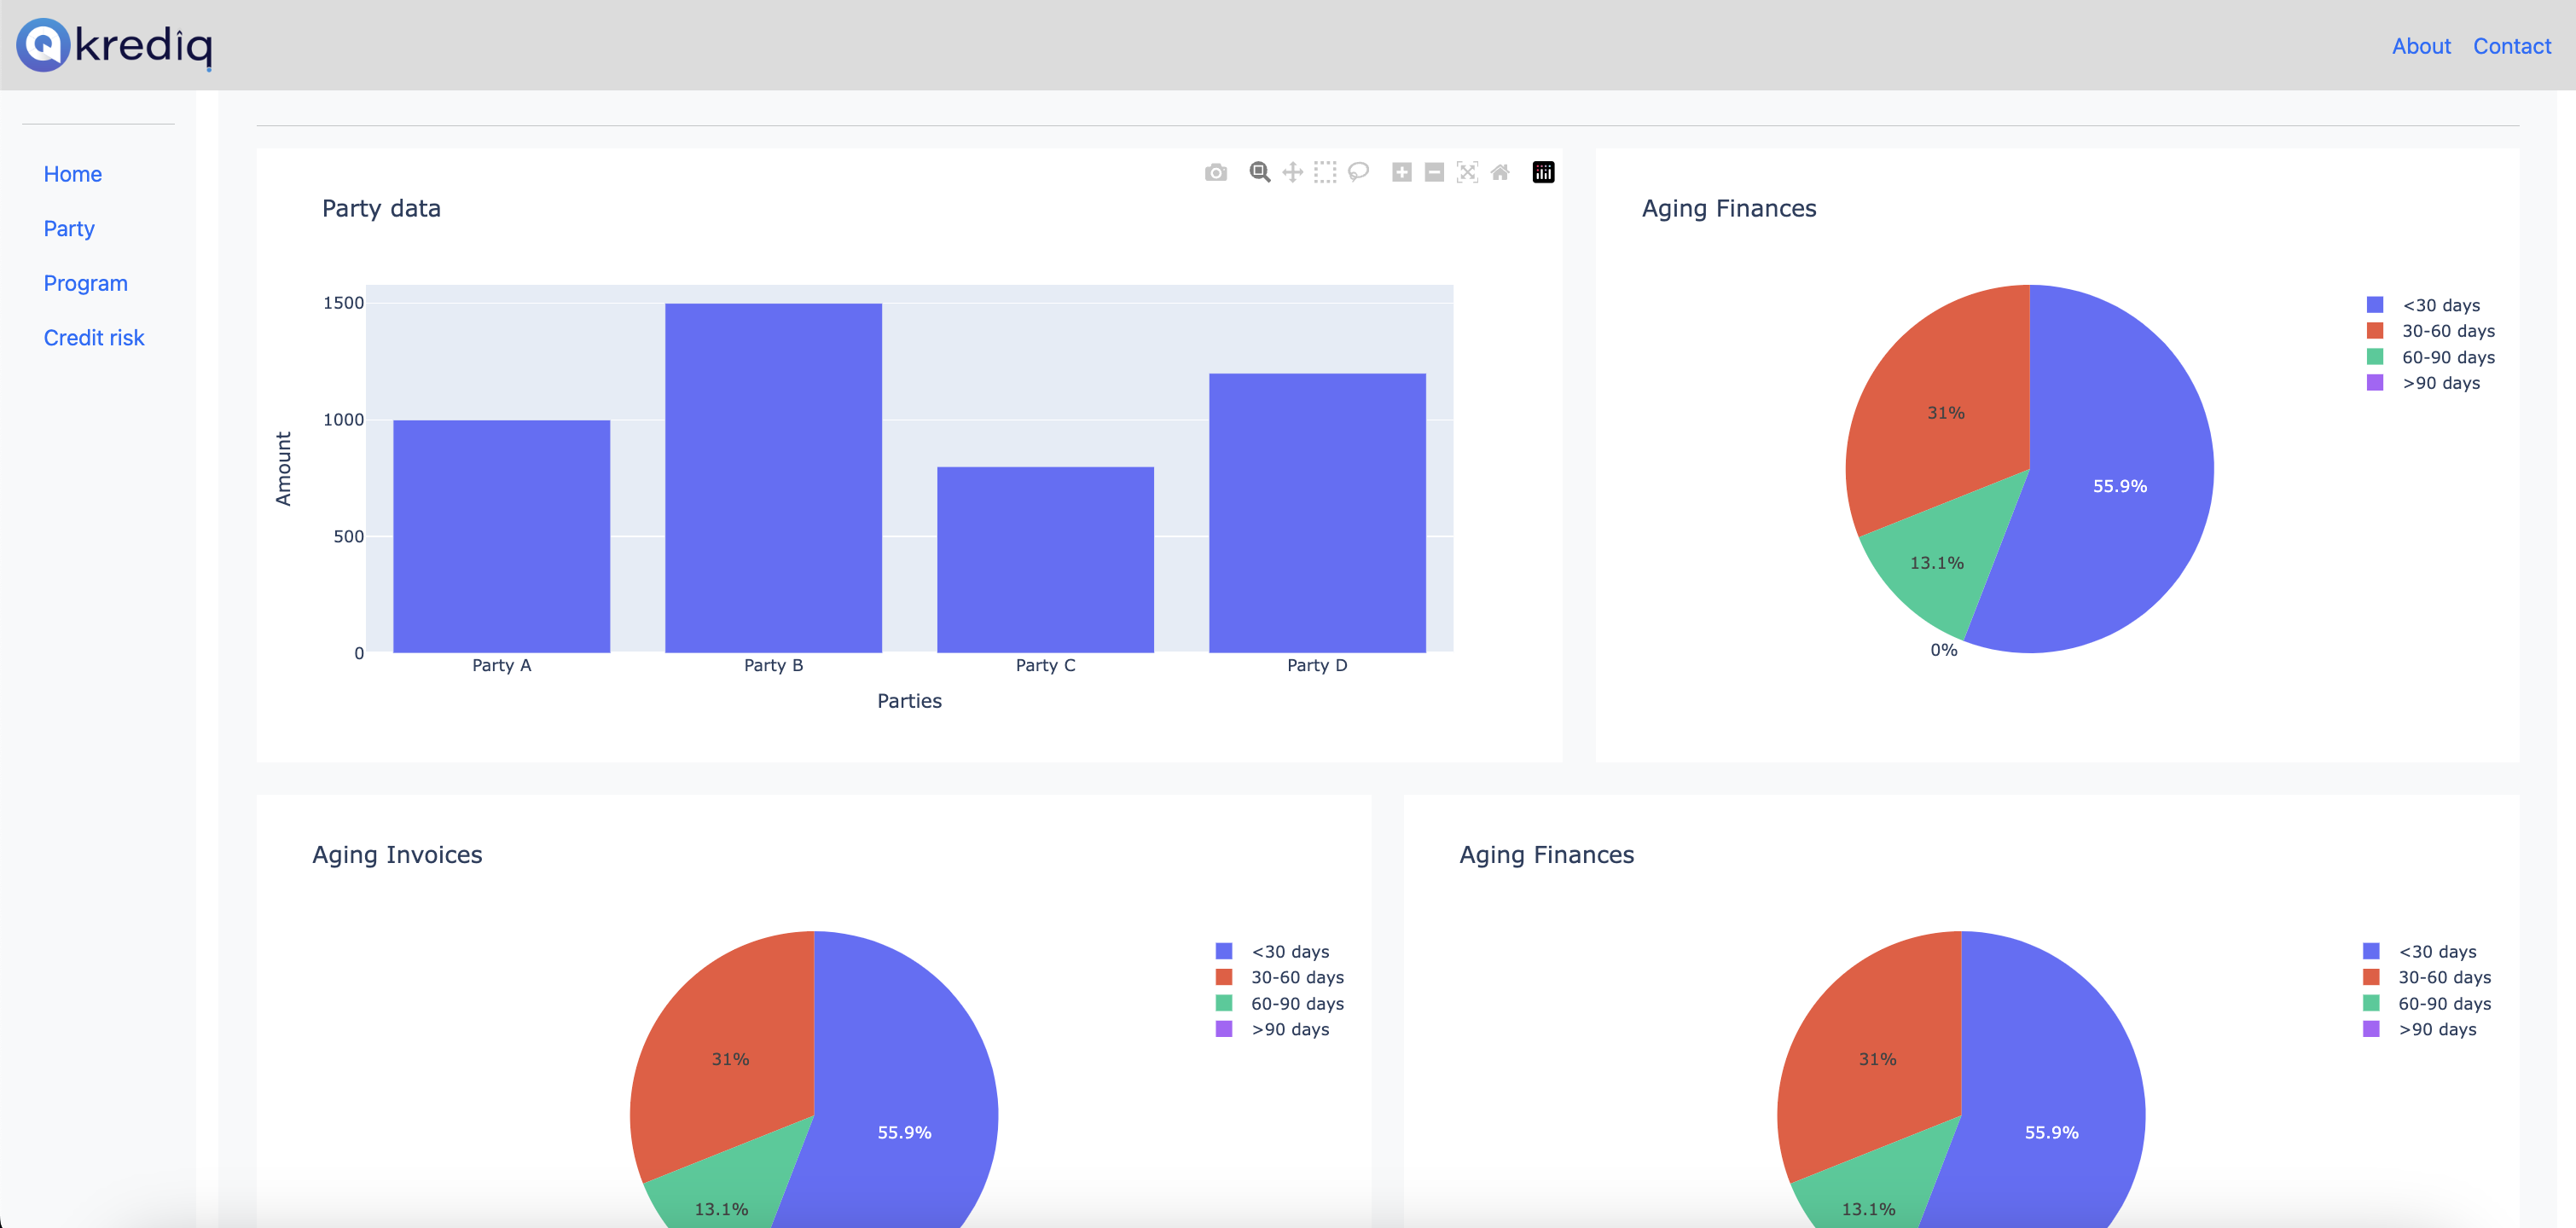 krediq
About Contact
Home
Party
Program
Credit risk
Party data
Amount
1500
1000
500
0
Party A Party B Party C Party D
Parties
Aging Finances
31%
55.9%
13.1%
0%
<30 days
30-60 days
60-90 days
>90 days
Aging Invoices
31%
55.9%
13.1%
<30 days
30-60 days
60-90 days
>90 days
Aging Finances
31%
55.9%
13.1%
<30 days
30-60 days
60-90 days
>90 days